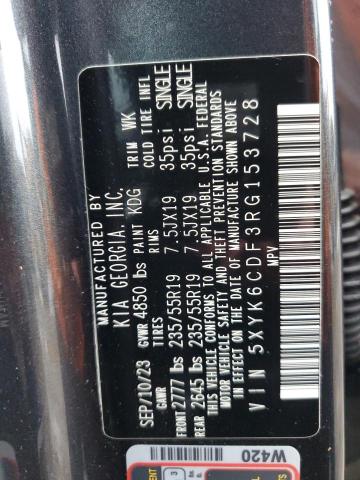 MANUFACTURED BY
KIA GEORGIA, INC.
SEP/10/23 GVWR 4850 lbs PAINT KDG TRIM WK
GAWR TIRES RIMS COLD TIRE INFL
FRONT 2777 lbs 235/55R19 7.5JX19 35psi SINGLE
REAR 2645 lbs 235/55R19 7.5JX19 35psi SINGLE
THIS VEHICLE CONFORMS TO ALL APPLICABLE U.S.A. FEDERAL
MOTOR VEHICLE SAFETY AND THEFT PREVENTION STANDARDS
IN EFFECT ON THE DATE OF MANUFACTURE SHOWN ABOVE.
VIN 5XYK6CDF3RG153728
MPV
W420